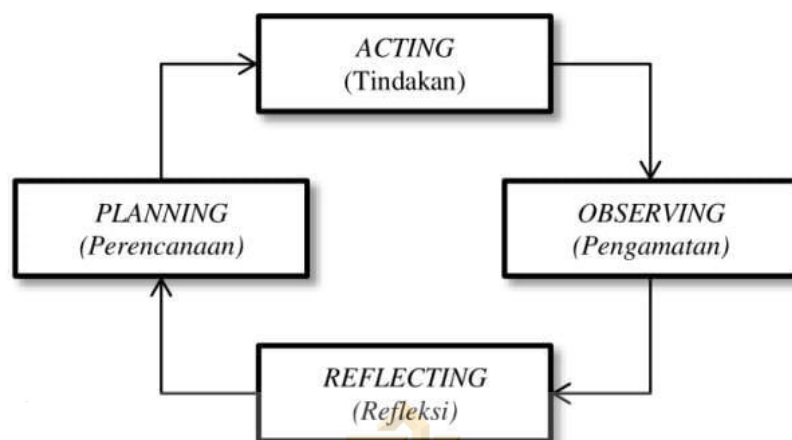 ACTING
(Tindakan)
PLANNING
(Perencanaan)
OBSERVING
(Pengamatan)
REFLECTING
(Refleksi)